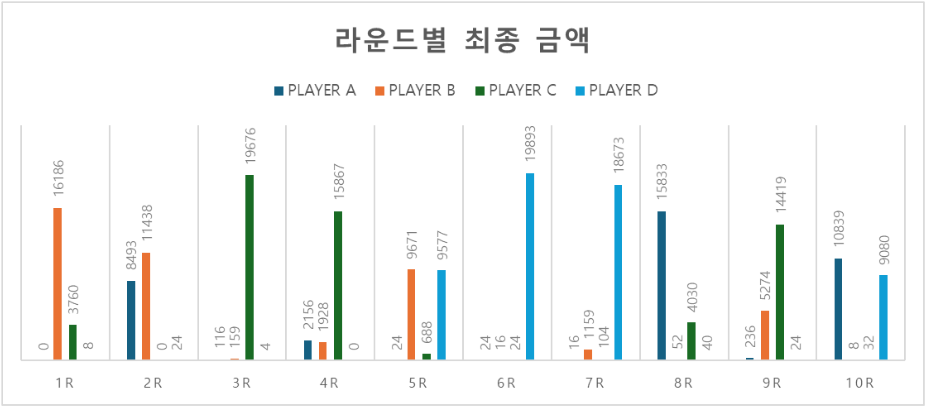 라운드별 최종 금액
PLAYER A PLAYER B PLAYER C PLAYER D
0 16186 3760 8
8493 11438 0 24
116 159 19676 4
2156 1928 15867 0
24 9671 688 9577
24 16 24 19893
16 1159 104 18673
15833 52 4030 40
236 5274 14419 24
10839 8 32 9080
1R 2R 3R 4R 5R 6R 7R 8R 9R 10R